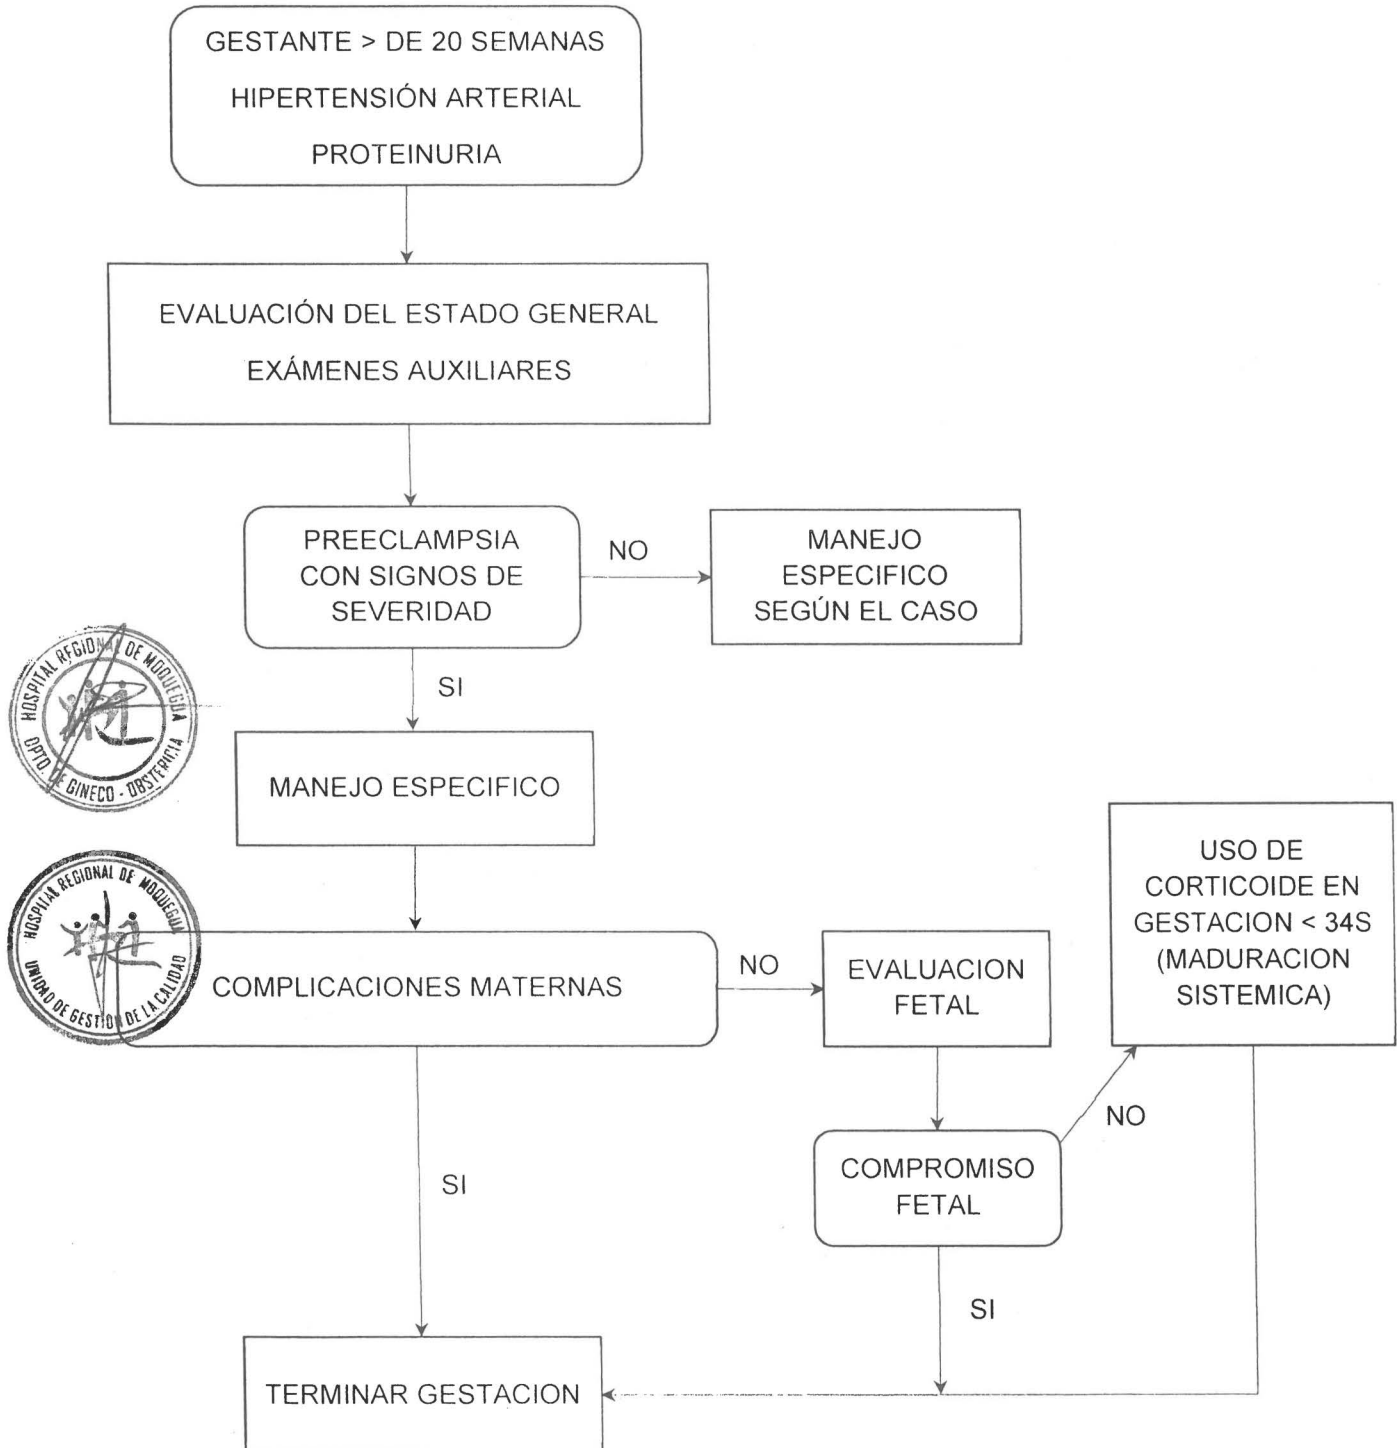 GESTANTE > DE 20 SEMANAS
HIPERTENSIÓN ARTERIAL
PROTEINURIA
EVALUACIÓN DEL ESTADO GENERAL
EXÁMENES AUXILIARES
PREECLAMPSIA
CON SIGNOS DE
SEVERIDAD
NO
MANEJO
ESPECIFICO
SEGÚN EL CASO
SI
HOSPITAL REGIONAL DE MOQUEGUA
DPTO. DE GINECO - OBSTERICIA
MANEJO ESPECIFICO
HOSPITAL REGIONAL DE MOQUEGUA
UNIDAD DE GESTION DE LA CALIDAD
COMPLICACIONES MATERNAS
NO
EVALUACION
FETAL
USO DE
CORTICOIDE EN
GESTACION < 34S
(MADURACION
SISTEMICA)
NO
COMPROMISO
FETAL
SI
SI
TERMINAR GESTACION